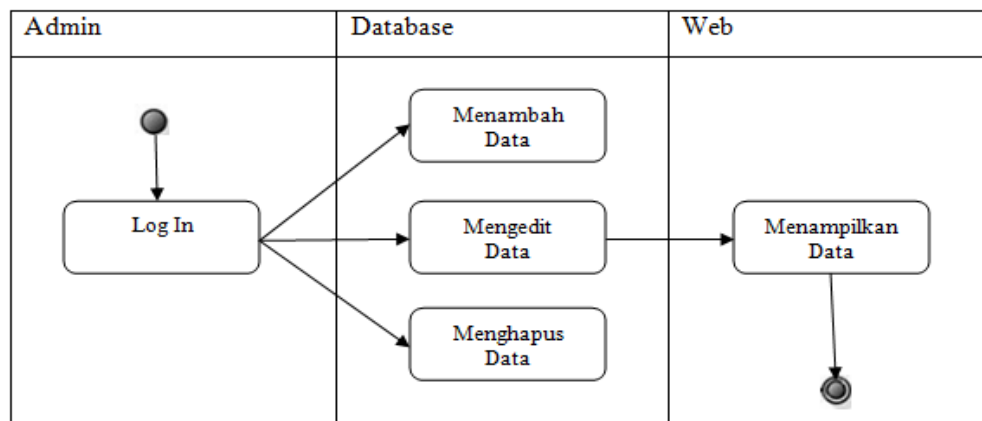 Admin
Database
Web
Menambah
Data
Log In
Mengedit
Data
Menampilkan
Data
Menghapus
Data